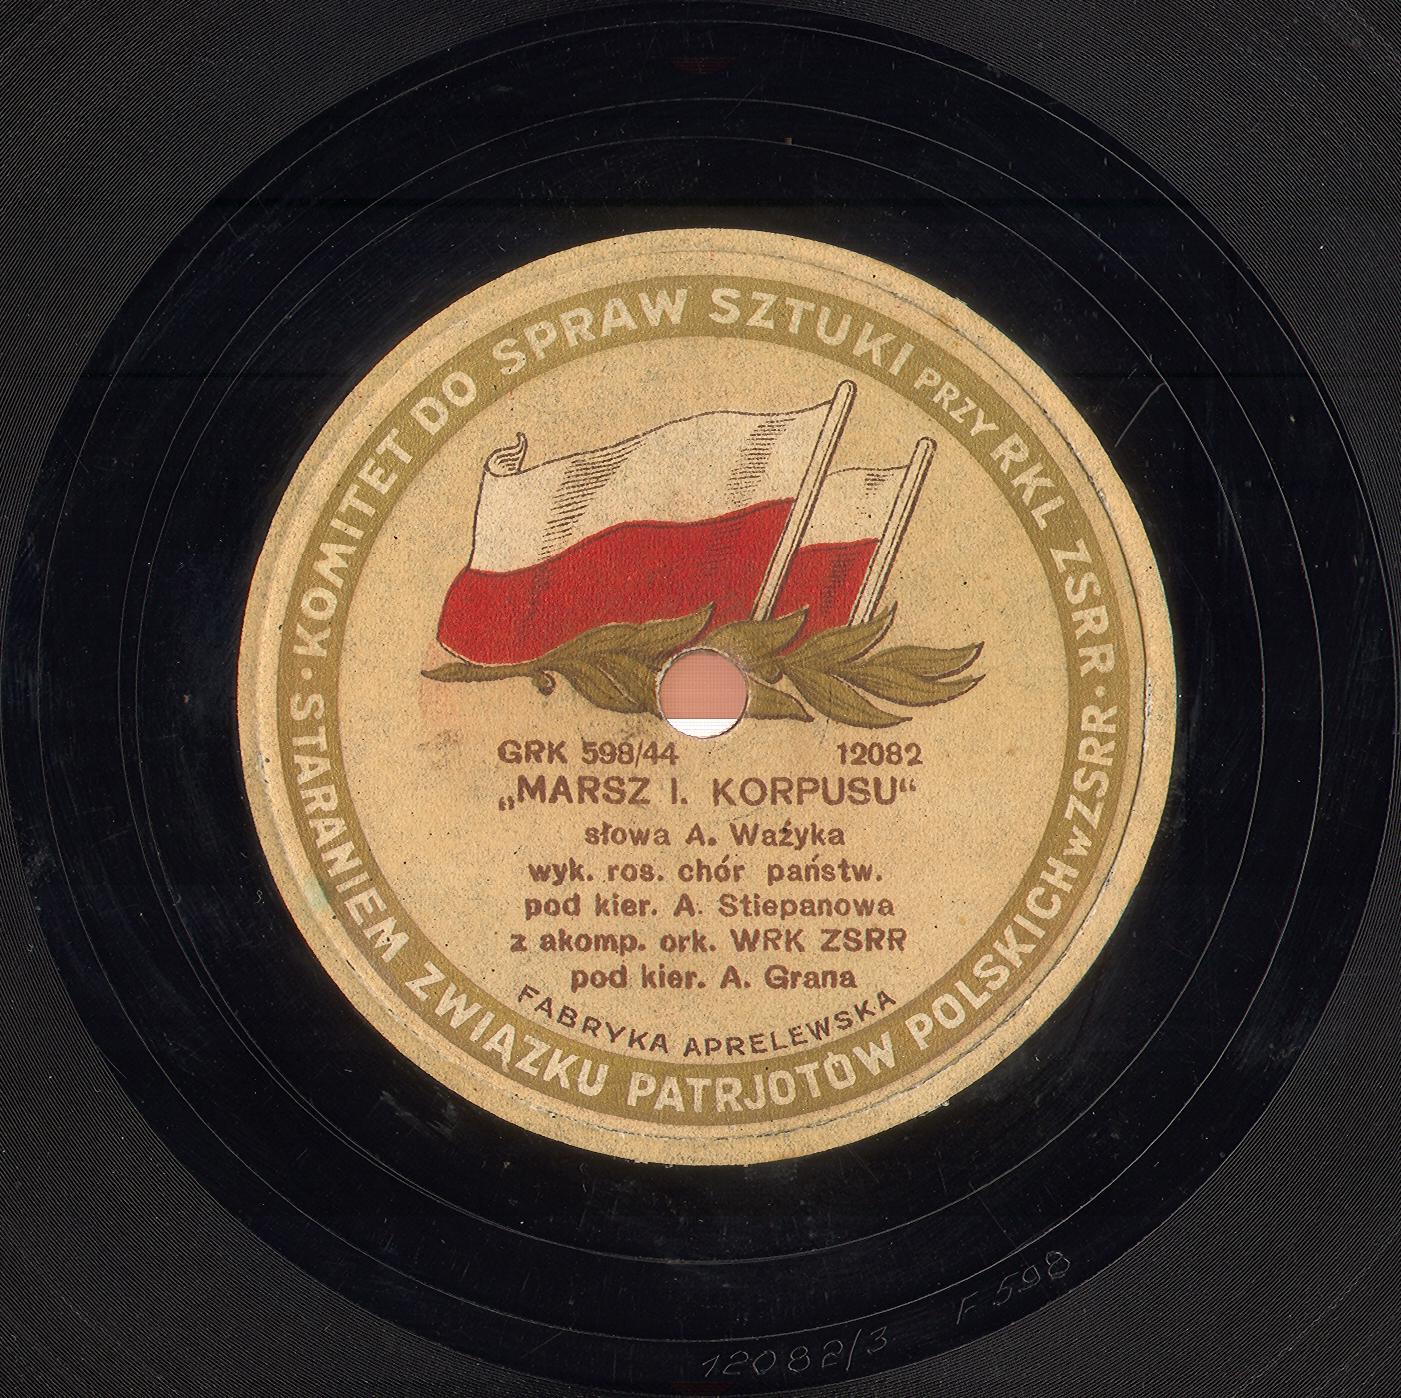 KOMITET DO SPRAW SZTUKI PRZY RKL ZSRR ·
STARANIEM ZWIĄZKU PATRJOTÓW POLSKICH w ZSRR ·
GRK 598/44 12082
„MARSZ I. KORPUSU“
słowa A. Ważyka
wyk. ros. chór państw.
pod kier. A. Stiepanowa
z akomp. ork. WRK ZSRR
pod kier. A. Grana
FABRYKA APRELEWSKA
12082/3 F 598